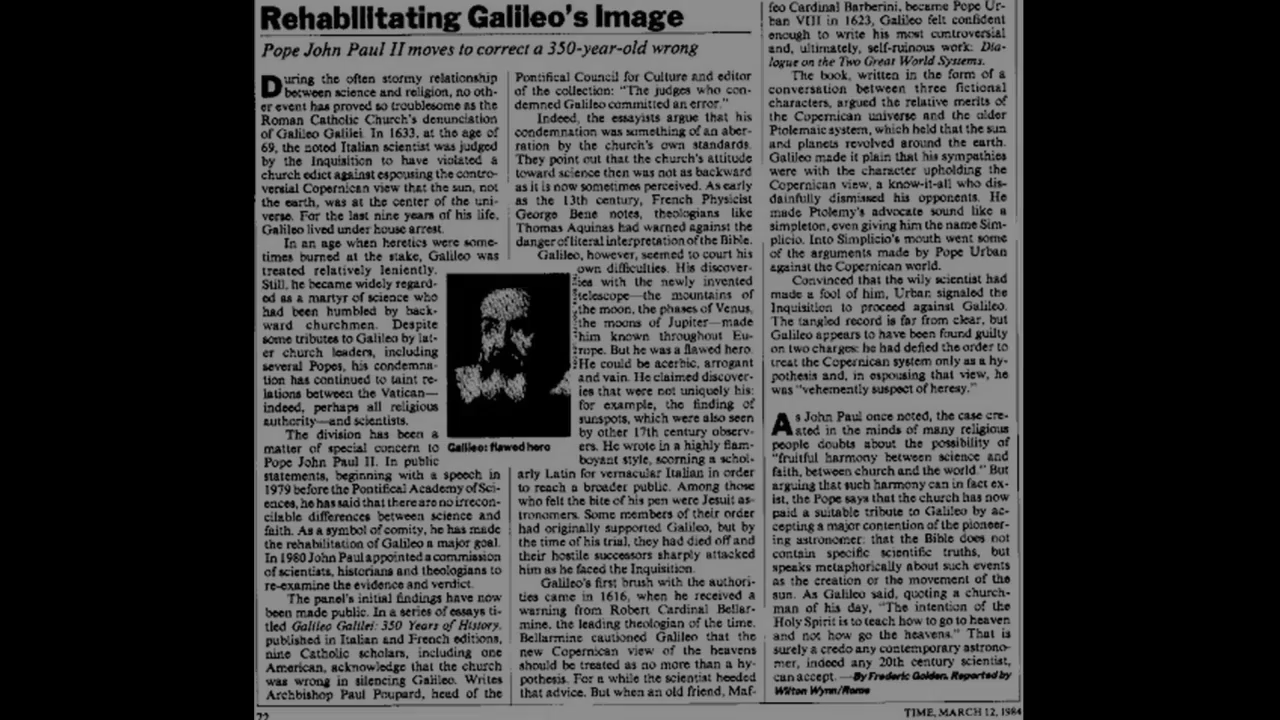 Rehabilitating Galileo's Image
Pope John Paul II moves to correct a 350-year-old wrong
During the often stormy relationship
between science and religion, no oth-
er event has proved so troublesome as the
Roman Catholic Church's denunciation
of Galileo Galilei. In 1633, at the age of
69, the noted Italian scientist was judged
by the Inquisition to have violated a
church edict against espousing the contro-
versial Copernican view that the sun, not
the earth, was at the center of the uni-
verse. For the last nine years of his life,
Galileo lived under house arrest.
In an age when heretics were some-
times burned at the stake, Galileo was
treated relatively leniently.
Still, he became widely regard-
ed as a martyr of science who
had been humbled by back-
ward churchmen. Despite
some tributes to Galileo by lat-
er church leaders, including
several Popes, his condemna-
tion has continued to taint re-
lations between the Vatican—
indeed, perhaps all religious
authority—and scientists.
The division has been a
matter of special concern to
Pope John Paul II. In public
statements, beginning with a speech in
1979 before the Pontifical Academy of Sci-
ences, he has said that there are no irrecon-
cilable differences between science and
faith. As a symbol of comity, he has made
the rehabilitation of Galileo a major goal.
In 1980 John Paul appointed a commission
of scientists, historians and theologians to
re-examine the evidence and verdict.
The panel's initial findings have now
been made public. In a series of essays ti-
tled Galileo Galilei: 350 Years of History,
published in Italian and French editions,
nine Catholic scholars, including one
American, acknowledge that the church
was wrong in silencing Galileo. Writes
Archbishop Paul Poupard, head of the
Pontifical Council for Culture and editor
of the collection: "The judges who con-
demned Galileo committed an error."
Indeed, the essayists argue that his
condemnation was something of an aber-
ration by the church's own standards.
They point out that the church's attitude
toward science then was not as backward
as it is now sometimes perceived. As early
as the 13th century, French Physicist
George Bene notes, theologians like
Thomas Aquinas had warned against the
danger of literal interpretation of the Bible.
Galileo, however, seemed to court his
own difficulties. His discover-
ies with the newly invented
telescope—the mountains of
the moon, the phases of Venus,
the moons of Jupiter—made
him known throughout Eu-
rope. But he was a flawed hero.
He could be acerbic, arrogant
and vain. He claimed discover-
ies that were not uniquely his:
for example, the finding of
sunspots, which were also seen
by other 17th century observ-
ers. He wrote in a highly flam-
boyant style, scorning a schol-
arly Latin for vernacular Italian in order
to reach a broader public. Among those
who felt the bite of his pen were Jesuit as-
tronomers. Some members of their order
had originally supported Galileo, but by
the time of his trial, they had died off and
their hostile successors sharply attacked
him as he faced the Inquisition.
Galileo's first brush with the authori-
ties came in 1616, when he received a
warning from Robert Cardinal Bellar-
mine, the leading theologian of the time.
Bellarmine cautioned Galileo that the
new Copernican view of the heavens
should be treated as no more than a hy-
pothesis. For a while the scientist heeded
that advice. But when an old friend, Maf-
Galileo: flawed hero
feo Cardinal Barberini, became Pope Ur-
ban VIII in 1623, Galileo felt confident
enough to write his most controversial
and, ultimately, self-ruinous work: Dia-
logue on the Two Great World Systems.
The book, written in the form of a
conversation between three fictional
characters, argued the relative merits of
the Copernican universe and the older
Ptolemaic system, which held that the sun
and planets revolved around the earth.
Galileo made it plain that his sympathies
were with the character upholding the
Copernican view, a know-it-all who dis-
dainfully dismissed his opponents. He
made Ptolemy's advocate sound like a
simpleton, even giving him the name Sim-
plicio. Into Simplicio's mouth went some
of the arguments made by Pope Urban
against the Copernican world.
Convinced that the wily scientist had
made a fool of him, Urban signaled the
Inquisition to proceed against Galileo.
The tangled record is far from clear, but
Galileo appears to have been found guilty
on two charges: he had defied the order to
treat the Copernican system only as a hy-
pothesis and, in espousing that view, he
was "vehemently suspect of heresy."
As John Paul once noted, the case cre-
ated in the minds of many religious
people doubts about the possibility of
"fruitful harmony between science and
faith, between church and the world." But
arguing that such harmony can in fact ex-
ist, the Pope says that the church has now
paid a suitable tribute to Galileo by ac-
cepting a major contention of the pioneer-
ing astronomer: that the Bible does not
contain specific scientific truths, but
speaks metaphorically about such events
as the creation or the movement of the
sun. As Galileo said, quoting a church-
man of his day, "The intention of the
Holy Spirit is to teach how to go to heaven
and not how go the heavens." That is
surely a credo any contemporary astrono-
mer, indeed any 20th century scientist,
can accept. —By Frederic Golden. Reported by
Wilton Wynn/Rome
72
TIME, MARCH 12, 1984